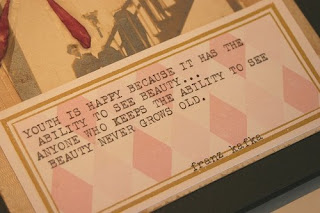 YOUTH IS HAPPY BECAUSE IT HAS THE
ABILITY TO SEE BEAUTY...
ANYONE WHO KEEPS THE ABILITY TO SEE
BEAUTY NEVER GROWS OLD.
franz kafka